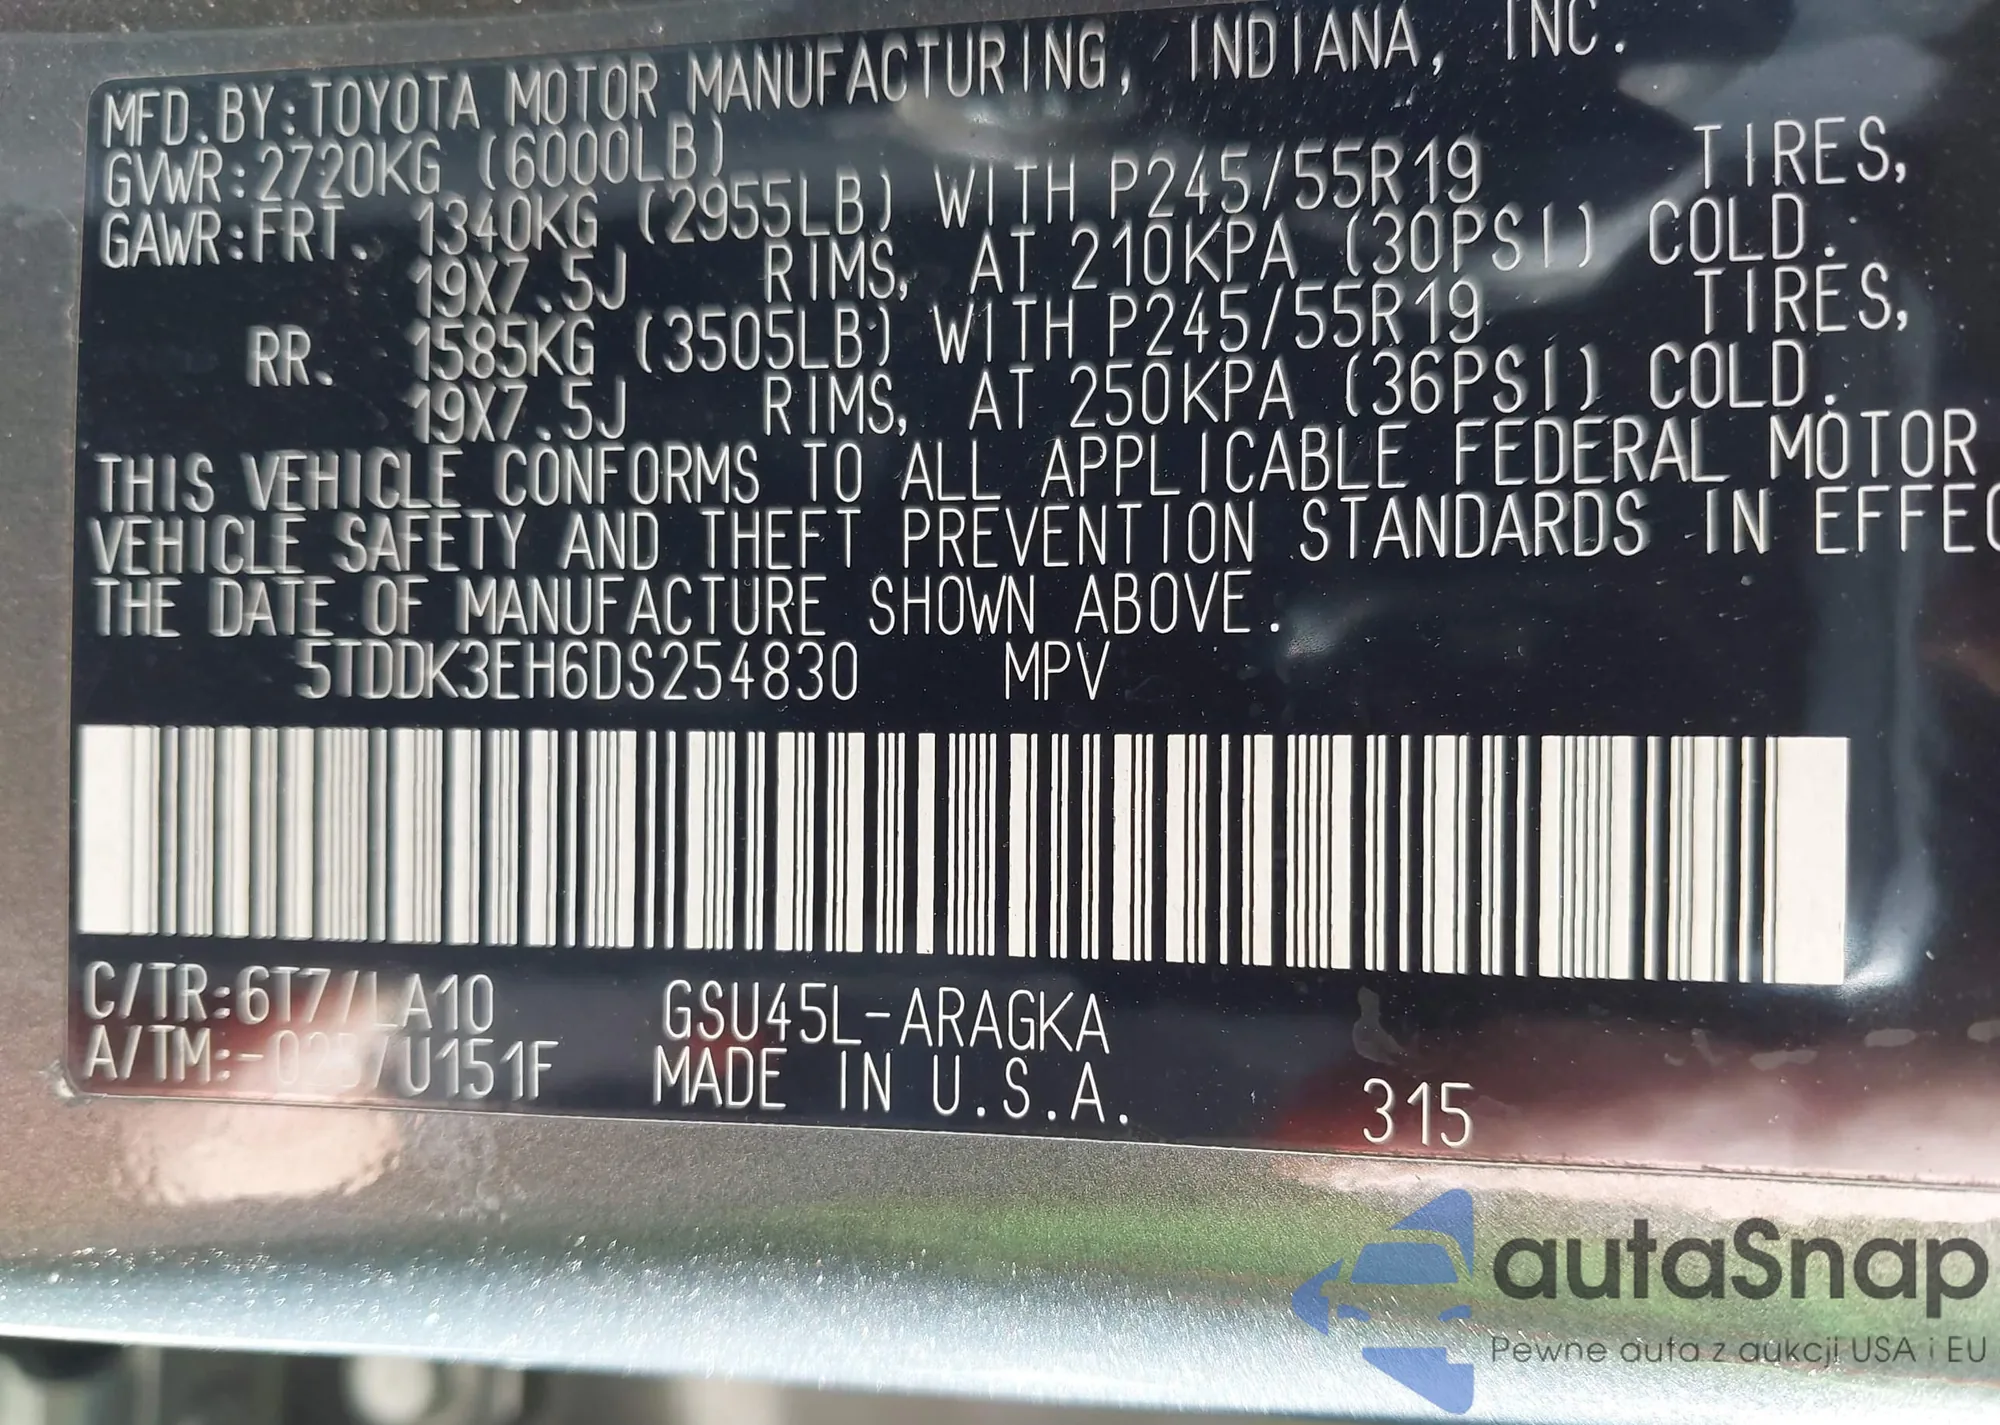 MFD.BY:TOYOTA MOTOR MANUFACTURING, INDIANA, INC.
GVWR:2720KG (6000LB)
GAWR:FRT. 1340KG (2955LB) WITH P245/55R19 TIRES,
19X7.5J RIMS, AT 210KPA (30PSI) COLD.
RR. 1585KG (3505LB) WITH P245/55R19 TIRES,
19X7.5J RIMS, AT 250KPA (36PSI) COLD.
THIS VEHICLE CONFORMS TO ALL APPLICABLE FEDERAL MOTOR
VEHICLE SAFETY AND THEFT PREVENTION STANDARDS IN EFFEC
THE DATE OF MANUFACTURE SHOWN ABOVE.
5TDDK3EH6DS254830 MPV
C/TR:6T7/LA10 GSU45L-ARAGKA
A/TM:-02B/U151F MADE IN U.S.A. 315
autaSnap
Pewne auta z aukcji USA i EU